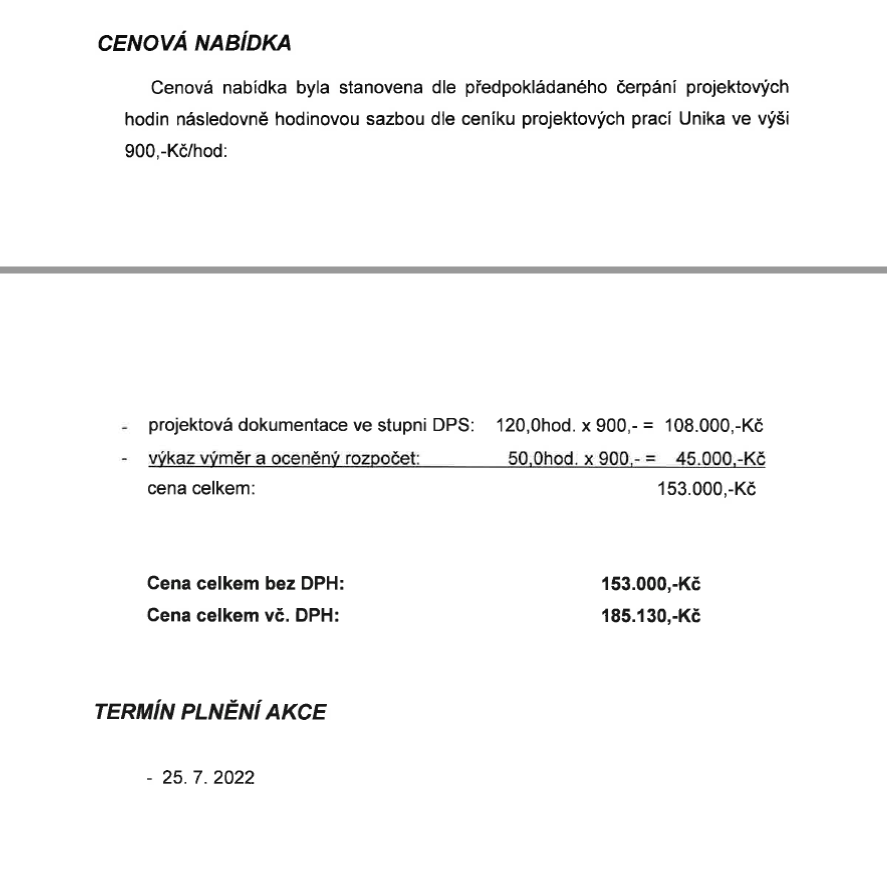 CENOVÁ NABÍDKA
Cenová nabídka byla stanovena dle předpokládaného čerpání projektových
hodin následovně hodinovou sazbou dle ceníku projektových prací Unika ve výši
900,-Kč/hod:
- projektová dokumentace ve stupni DPS: 120,0hod. x 900,- = 108.000,-Kč
- výkaz výměr a oceněný rozpočet: 50,0hod. x 900,- = 45.000,-Kč
cena celkem: 153.000,-Kč
Cena celkem bez DPH: 153.000,-Kč
Cena celkem vč. DPH: 185.130,-Kč
TERMÍN PLNĚNÍ AKCE
- 25. 7. 2022